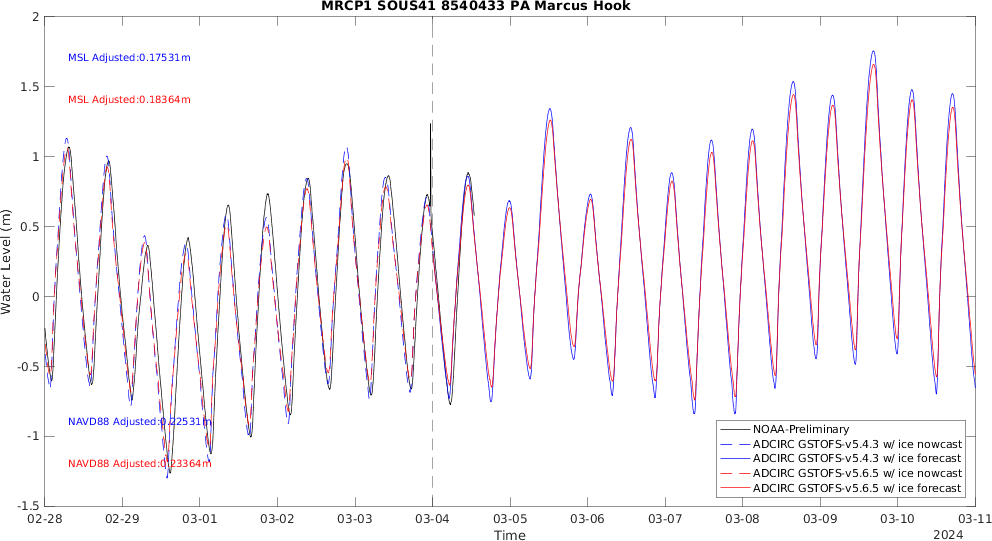 MRCP1 SOUS41 8540433 PA Marcus Hook
2
1.5
1
0.5
0
-0.5
-1
-1.5
Water Level (m)
MSL Adjusted:0.17531m
MSL Adjusted:0.18364m
NAVD88 Adjusted:0.22531m
NAVD88 Adjusted:0.23364m
NOAA-Preliminary
ADCIRC GSTOFS-v5.4.3 w/ ice nowcast
ADCIRC GSTOFS-v5.4.3 w/ ice forecast
ADCIRC GSTOFS-v5.6.5 w/ ice nowcast
ADCIRC GSTOFS-v5.6.5 w/ ice forecast
02-28 02-29 03-01 03-02 03-03 03-04 03-05 03-06 03-07 03-08 03-09 03-10 03-11
Time
2024